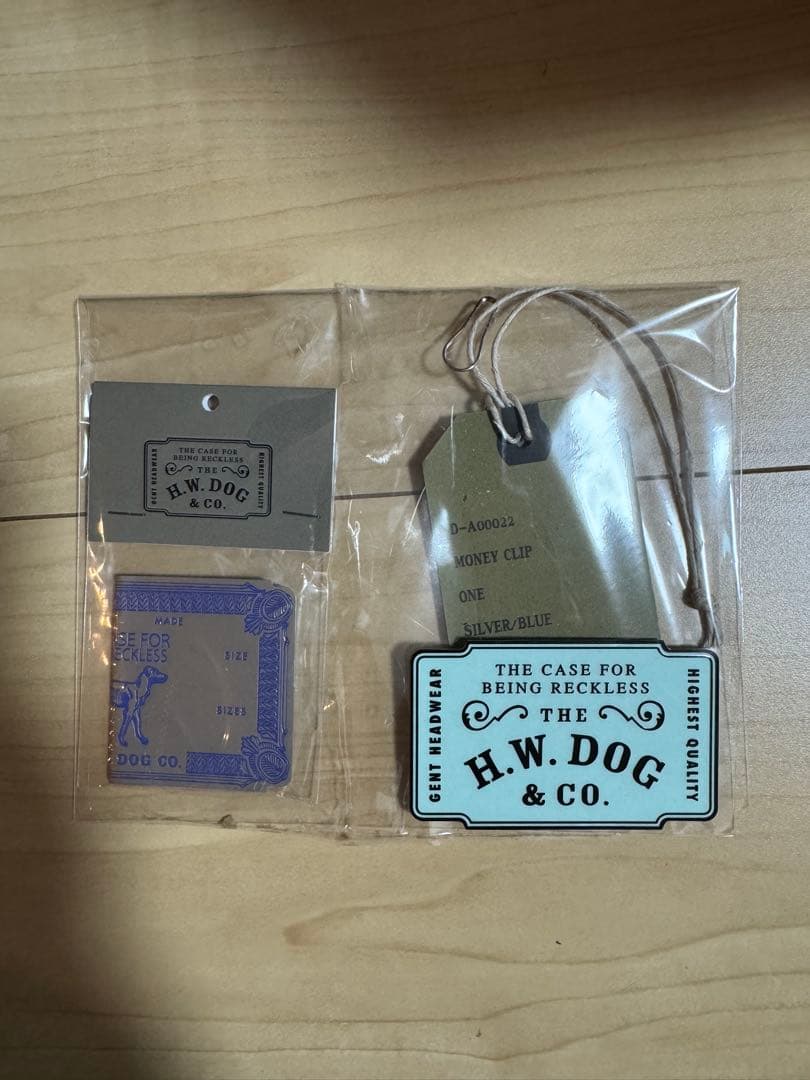 THE CASE FOR
BEING RECKLESS
THE
H.W. DOG
& CO.
GENT HEADWEAR
HIGHEST QUALITY
MADE
SE FOR
ECKLESS
SIZE
SIZES
DOG CO.
D-A00022
MONEY CLIP
ONE
SILVER/BLUE
THE CASE FOR
BEING RECKLESS
THE
H.W. DOG
& CO.
GENT HEADWEAR
HIGHEST QUALITY